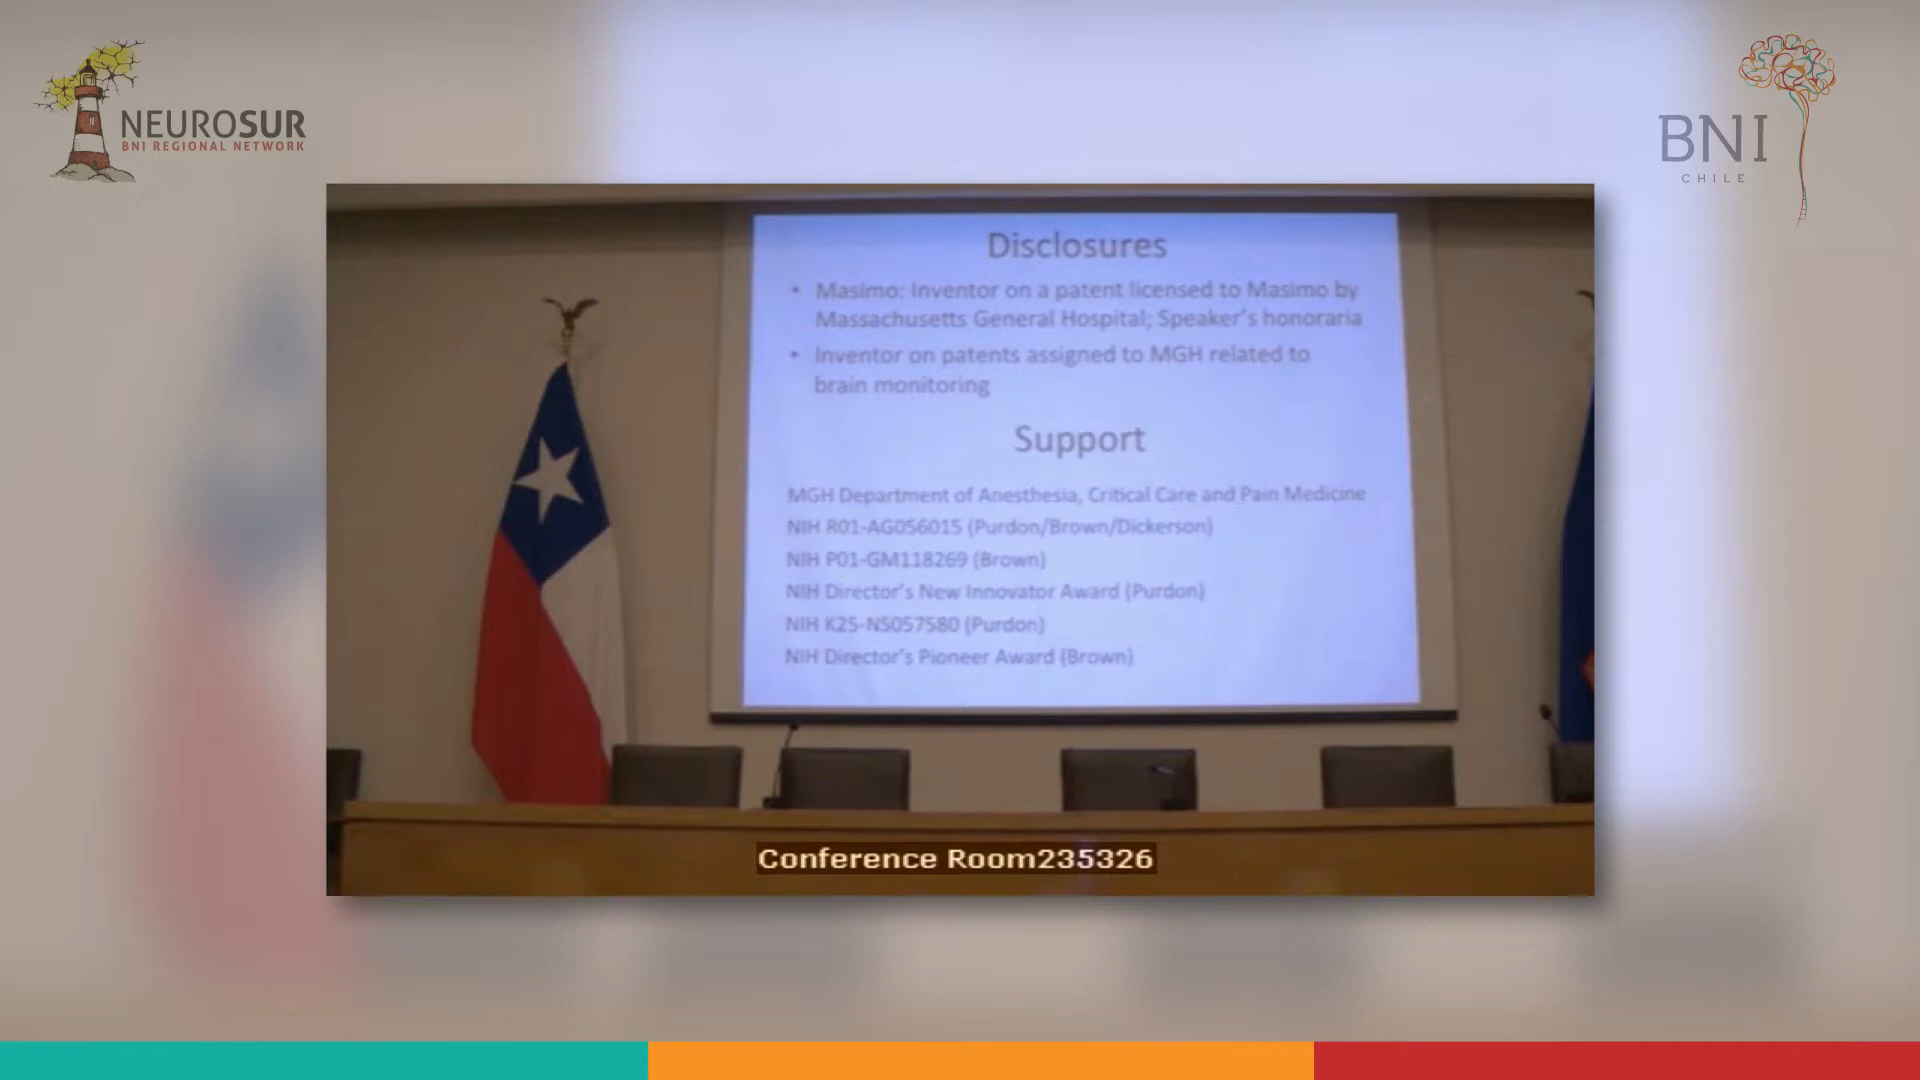 NEUROSUR
BNI REGIONAL NETWORK
BNI
CHILE
Disclosures
• Masimo: Inventor on a patent licensed to Masimo by
Massachusetts General Hospital; Speaker's honoraria
• Inventor on patents assigned to MGH related to
brain monitoring
Support
MGH Department of Anesthesia, Critical Care and Pain Medicine
NIH R01-AG056015 (Purdon/Brown/Dickerson)
NIH P01-GM118269 (Brown)
NIH Director's New Innovator Award (Purdon)
NIH K25-NS057580 (Purdon)
NIH Director's Pioneer Award (Brown)
Conference Room235326